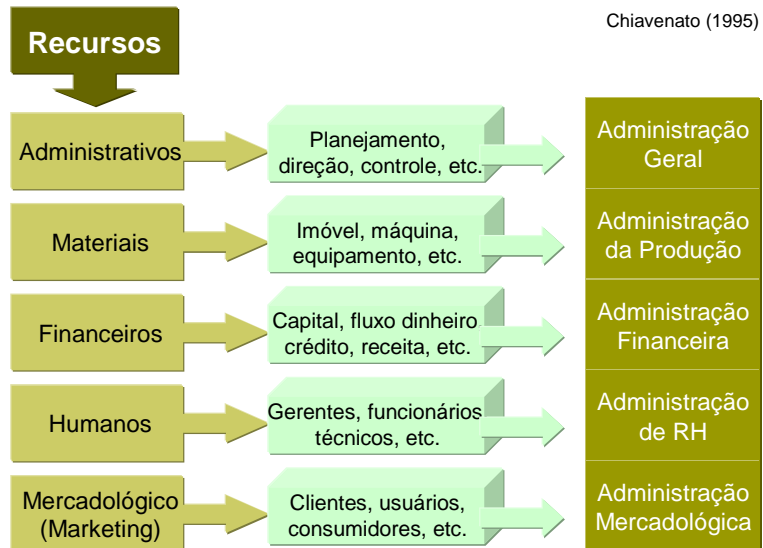 Chiavenato (1995)
Recursos
Administrativos
Planejamento,
direção, controle, etc.
Administração
Geral
Materiais
Imóvel, máquina,
equipamento, etc.
Administração
da Produção
Financeiros
Capital, fluxo dinheiro
crédito, receita, etc.
Administração
Financeira
Humanos
Gerentes, funcionários
técnicos, etc.
Administração
de RH
Mercadológico
(Marketing)
Clientes, usuários,
consumidores, etc.
Administração
Mercadológica